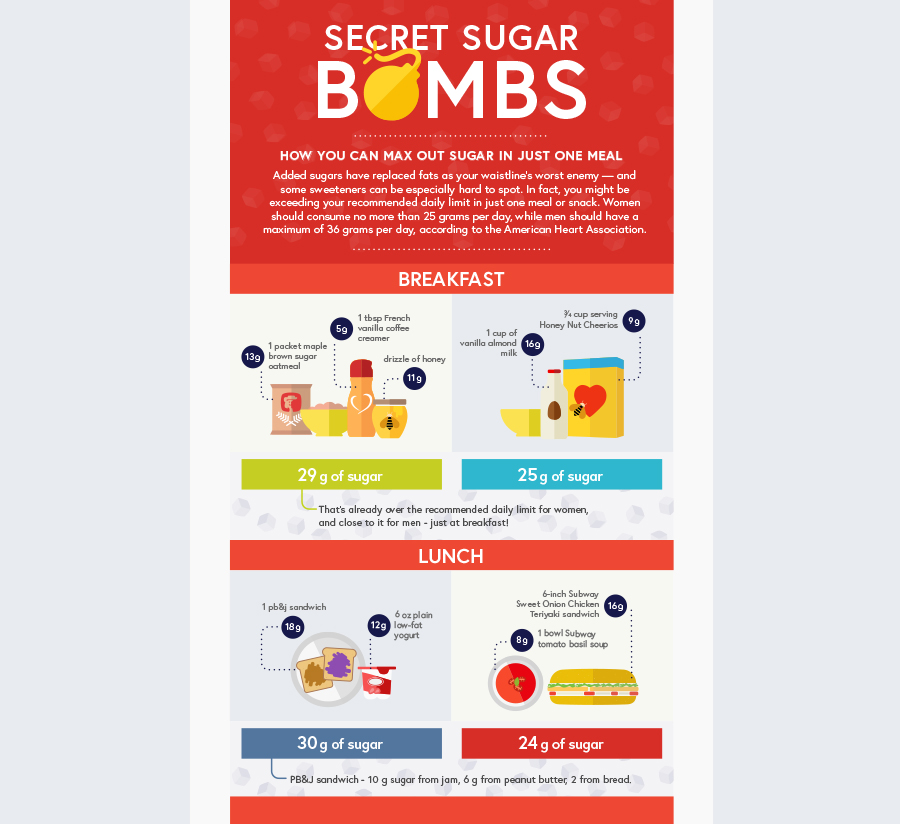 SECRET SUGAR
BOMBS
HOW YOU CAN MAX OUT SUGAR IN JUST ONE MEAL
Added sugars have replaced fats as your waistline's worst enemy — and
some sweeteners can be especially hard to spot. In fact, you might be
exceeding your recommended daily limit in just one meal or snack. Women
should consume no more than 25 grams per day, while men should have a
maximum of 36 grams per day, according to the American Heart Association.
BREAKFAST
13g
1 packet maple
brown sugar
oatmeal
5g
1 tbsp French
vanilla coffee
creamer
drizzle of honey
11g
1 cup of
vanilla almond
milk
16g
¾ cup serving
Honey Nut Cheerios
9g
29 g of sugar
25 g of sugar
That's already over the recommended daily limit for women,
and close to it for men - just at breakfast!
LUNCH
1 pb&j sandwich
18g
12g
6 oz plain
low-fat
yogurt
6-inch Subway
Sweet Onion Chicken
Teriyaki sandwich
16g
8g
1 bowl Subway
tomato basil soup
30 g of sugar
24 g of sugar
PB&J sandwich - 10 g sugar from jam, 6 g from peanut butter, 2 from bread.